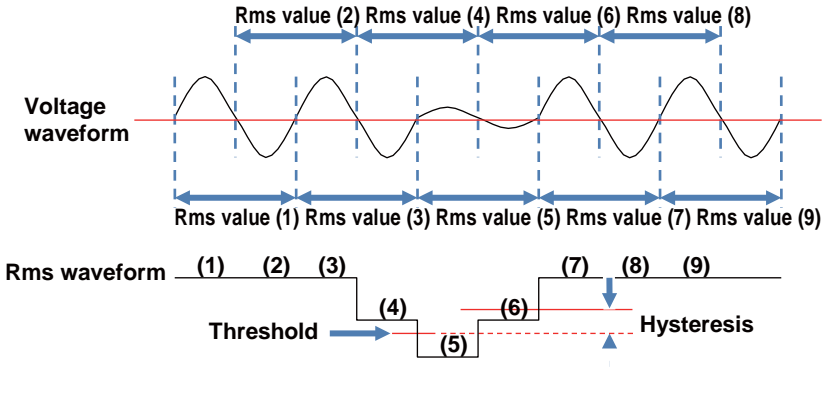 Rms value (2) Rms value (4) Rms value (6) Rms value (8)
Voltage
waveform
Rms value (1) Rms value (3) Rms value (5) Rms value (7) Rms value (9)
Rms waveform (1) (2) (3) (7) (8) (9)
(4) (6)
Threshold Hysteresis
(5)